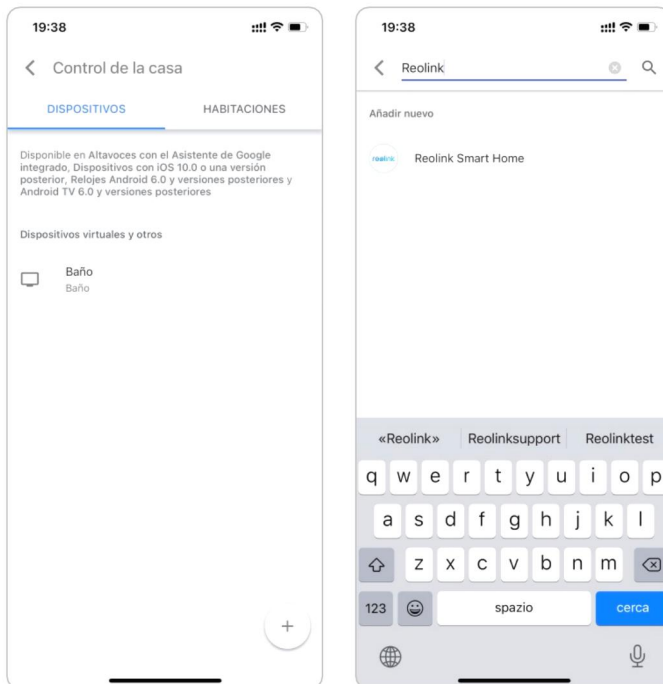 19:38
Control de la casa
DISPOSITIVOS
HABITACIONES
Disponible en Altavoces con el Asistente de Google
integrado, Dispositivos con iOS 10.0 o una versión
posterior, Relojes Android 6.0 y versiones posteriores y
Android TV 6.0 y versiones posteriores
Dispositivos virtuales y otros
Baño
Baño
+
19:38
Reolink
Añadir nuevo
reolink
Reolink Smart Home
«Reolink» Reolinksupport Reolinktest
q w e r t y u i o p
a s d f g h j k l
z x c v b n m
123 spazio cerca